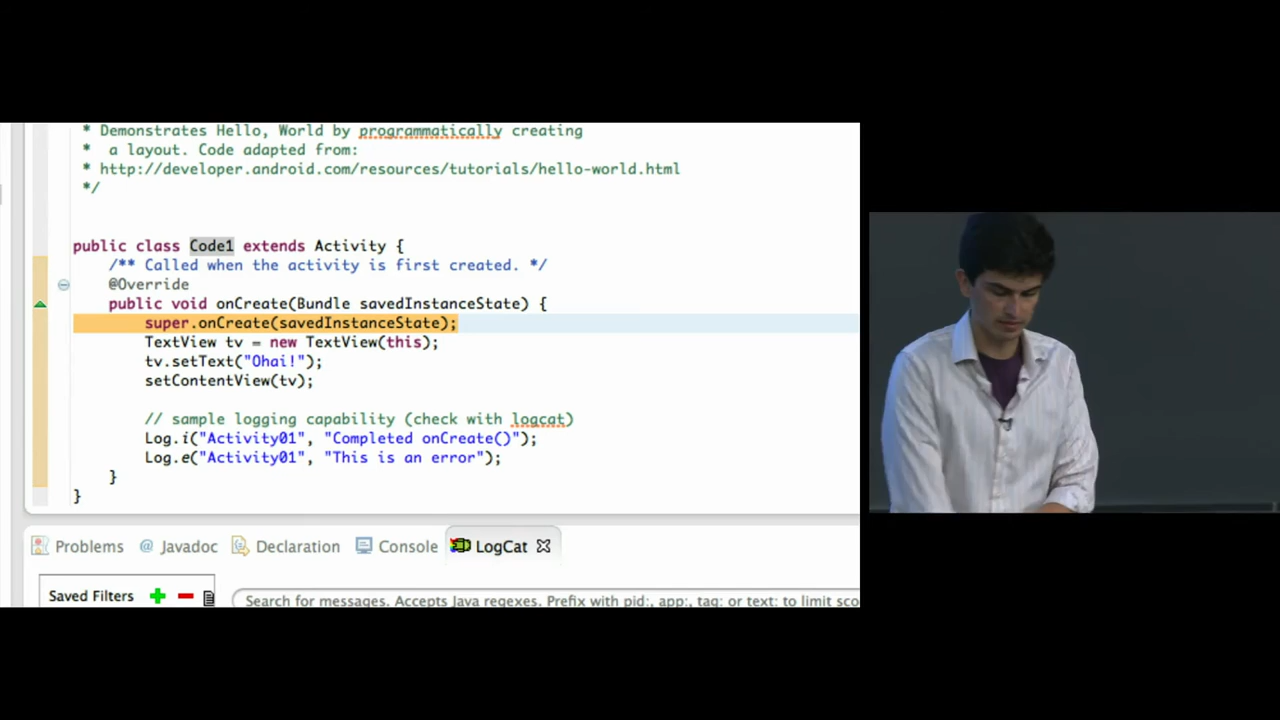 * Demonstrates Hello, World by programmatically creating
* a layout. Code adapted from:
* http://developer.android.com/resources/tutorials/hello-world.html
*/
public class Code1 extends Activity {
/** Called when the activity is first created. */
@Override
public void onCreate(Bundle savedInstanceState) {
super.onCreate(savedInstanceState);
TextView tv = new TextView(this);
tv.setText("Ohai!");
setContentView(tv);
// sample logging capability (check with logcat)
Log.i("Activity01", "Completed onCreate()");
Log.e("Activity01", "This is an error");
}
}
Problems @ Javadoc Declaration Console LogCat
Saved Filters
Search for messages. Accepts Java regexes. Prefix with pid:, app:, tag: or text: to limit sco